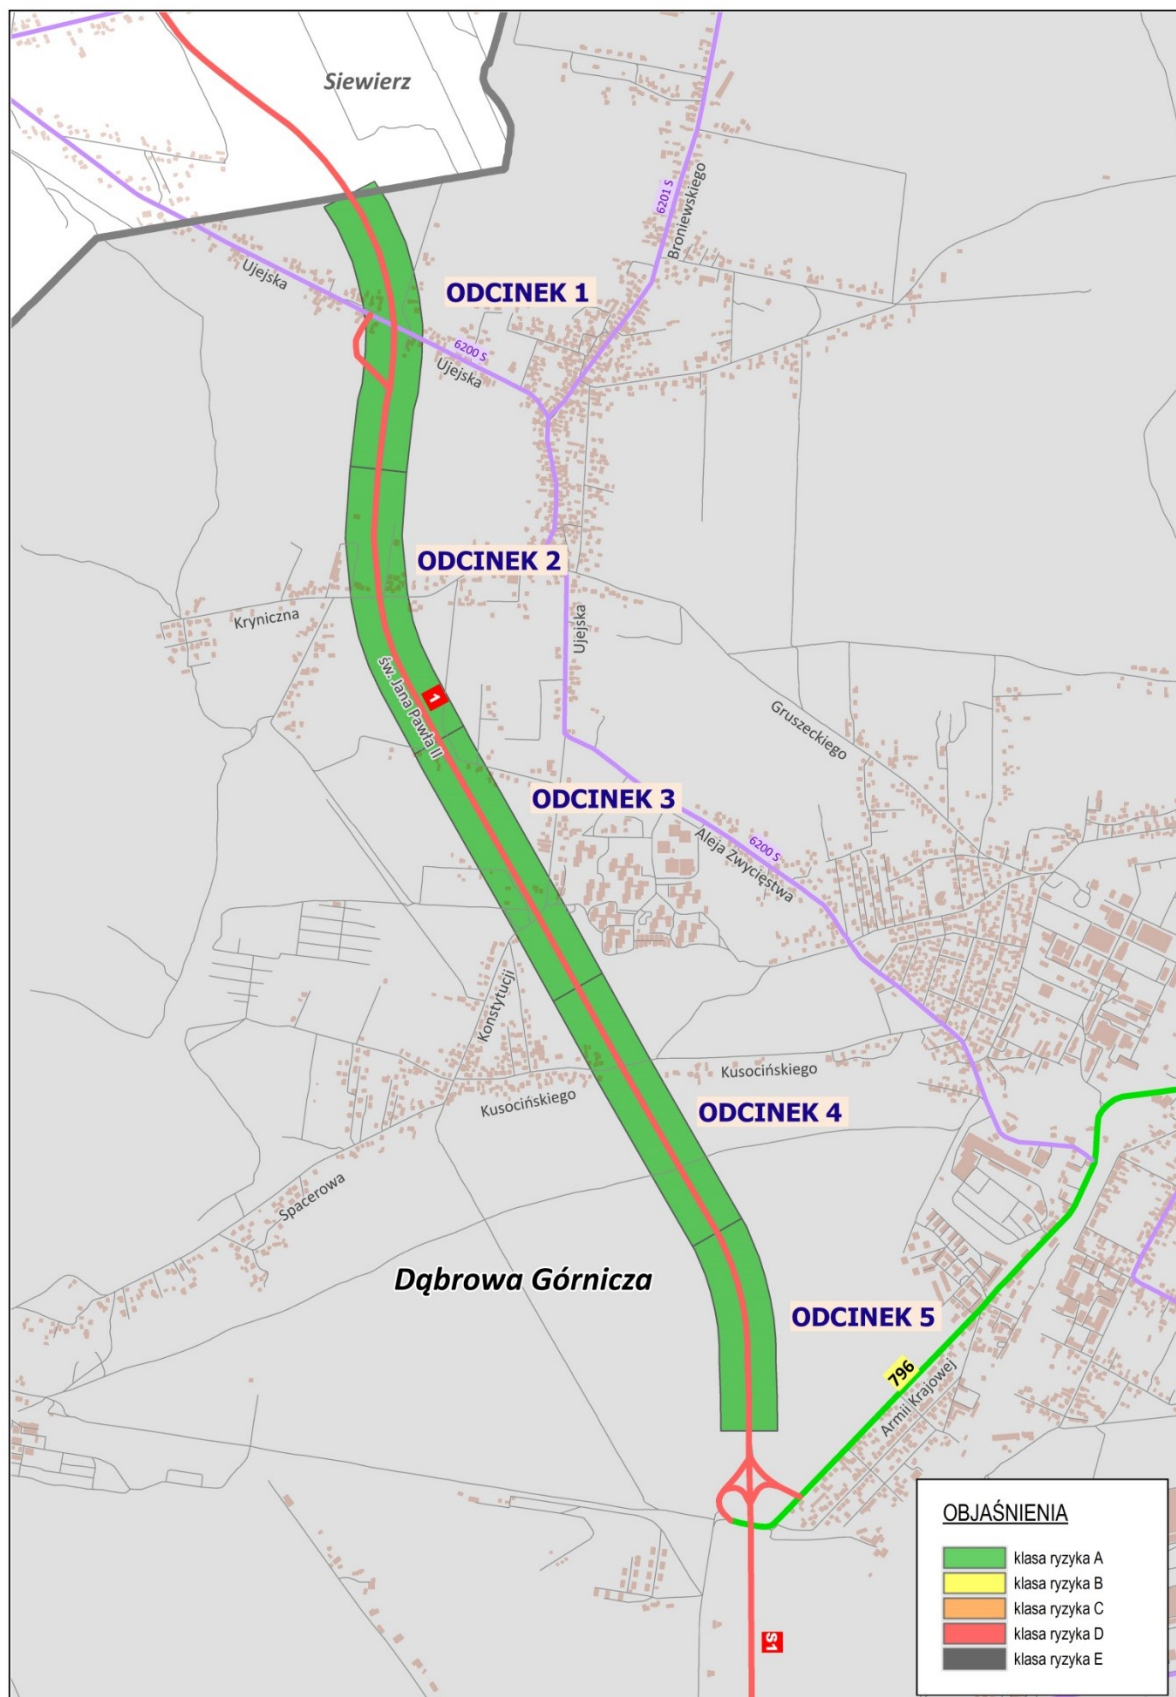 Siewierz
6201 S
Broniewskiego
Ujejska
ODCINEK 1
6200 S
Ujejska
ODCINEK 2
Kryniczna
Ujejska
św. Jana Pawła II
1
Gruszeckiego
ODCINEK 3
Aleja Zwycięstwa
6200 S
Konstytucji
Kusocińskiego
Kusocińskiego
ODCINEK 4
Spacerowa
Dąbrowa Górnicza
ODCINEK 5
796
Armii Krajowej
S1
OBJAŚNIENIA
klasa ryzyka A
klasa ryzyka B
klasa ryzyka C
klasa ryzyka D
klasa ryzyka E